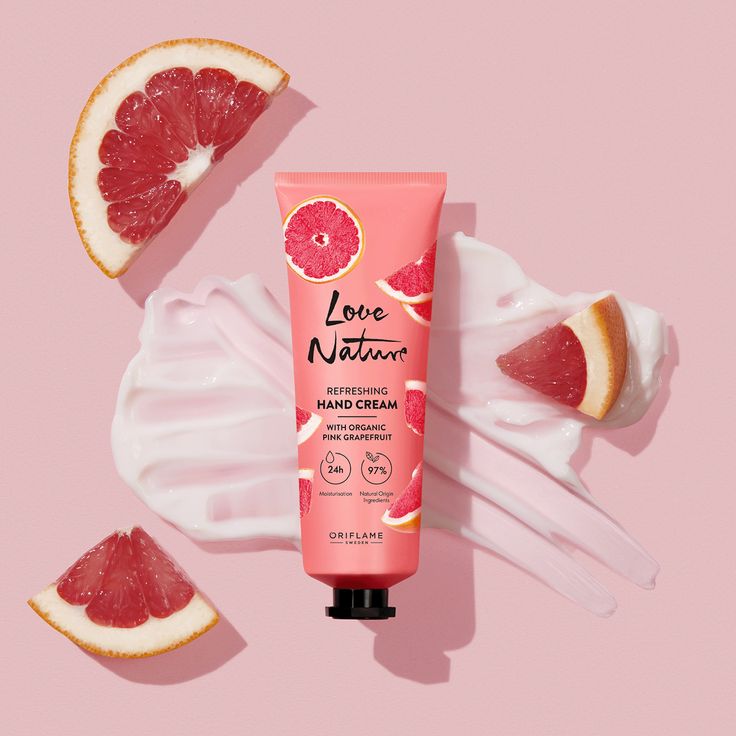 Love
Nature
REFRESHING
HAND CREAM
WITH ORGANIC
PINK GRAPEFRUIT
24h
97%
Moisturisation
Natural Origin
Ingredients
ORIFLAME
SWEDEN